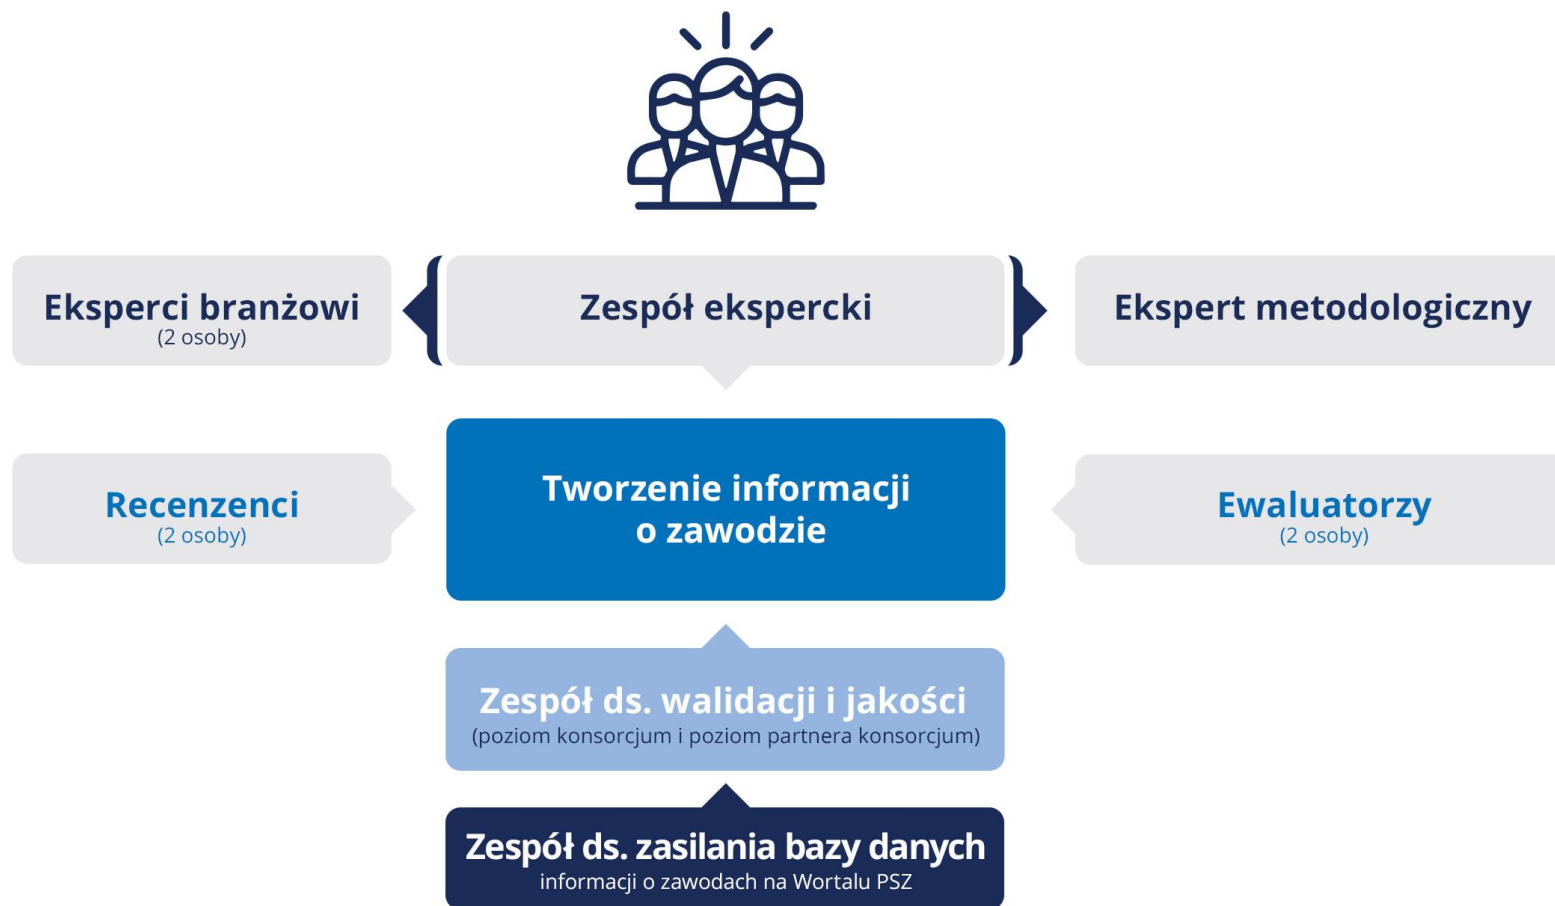 Eksperci branżowi
(2 osoby)
Zespół ekspercki
Ekspert metodologiczny
Recenzenci
(2 osoby)
Tworzenie informacji
o zawodzie
Ewaluatorzy
(2 osoby)
Zespół ds. walidacji i jakości
(poziom konsorcjum i poziom partnera konsorcjum)
Zespół ds. zasilania bazy danych
informacji o zawodach na Wortalu PSZ